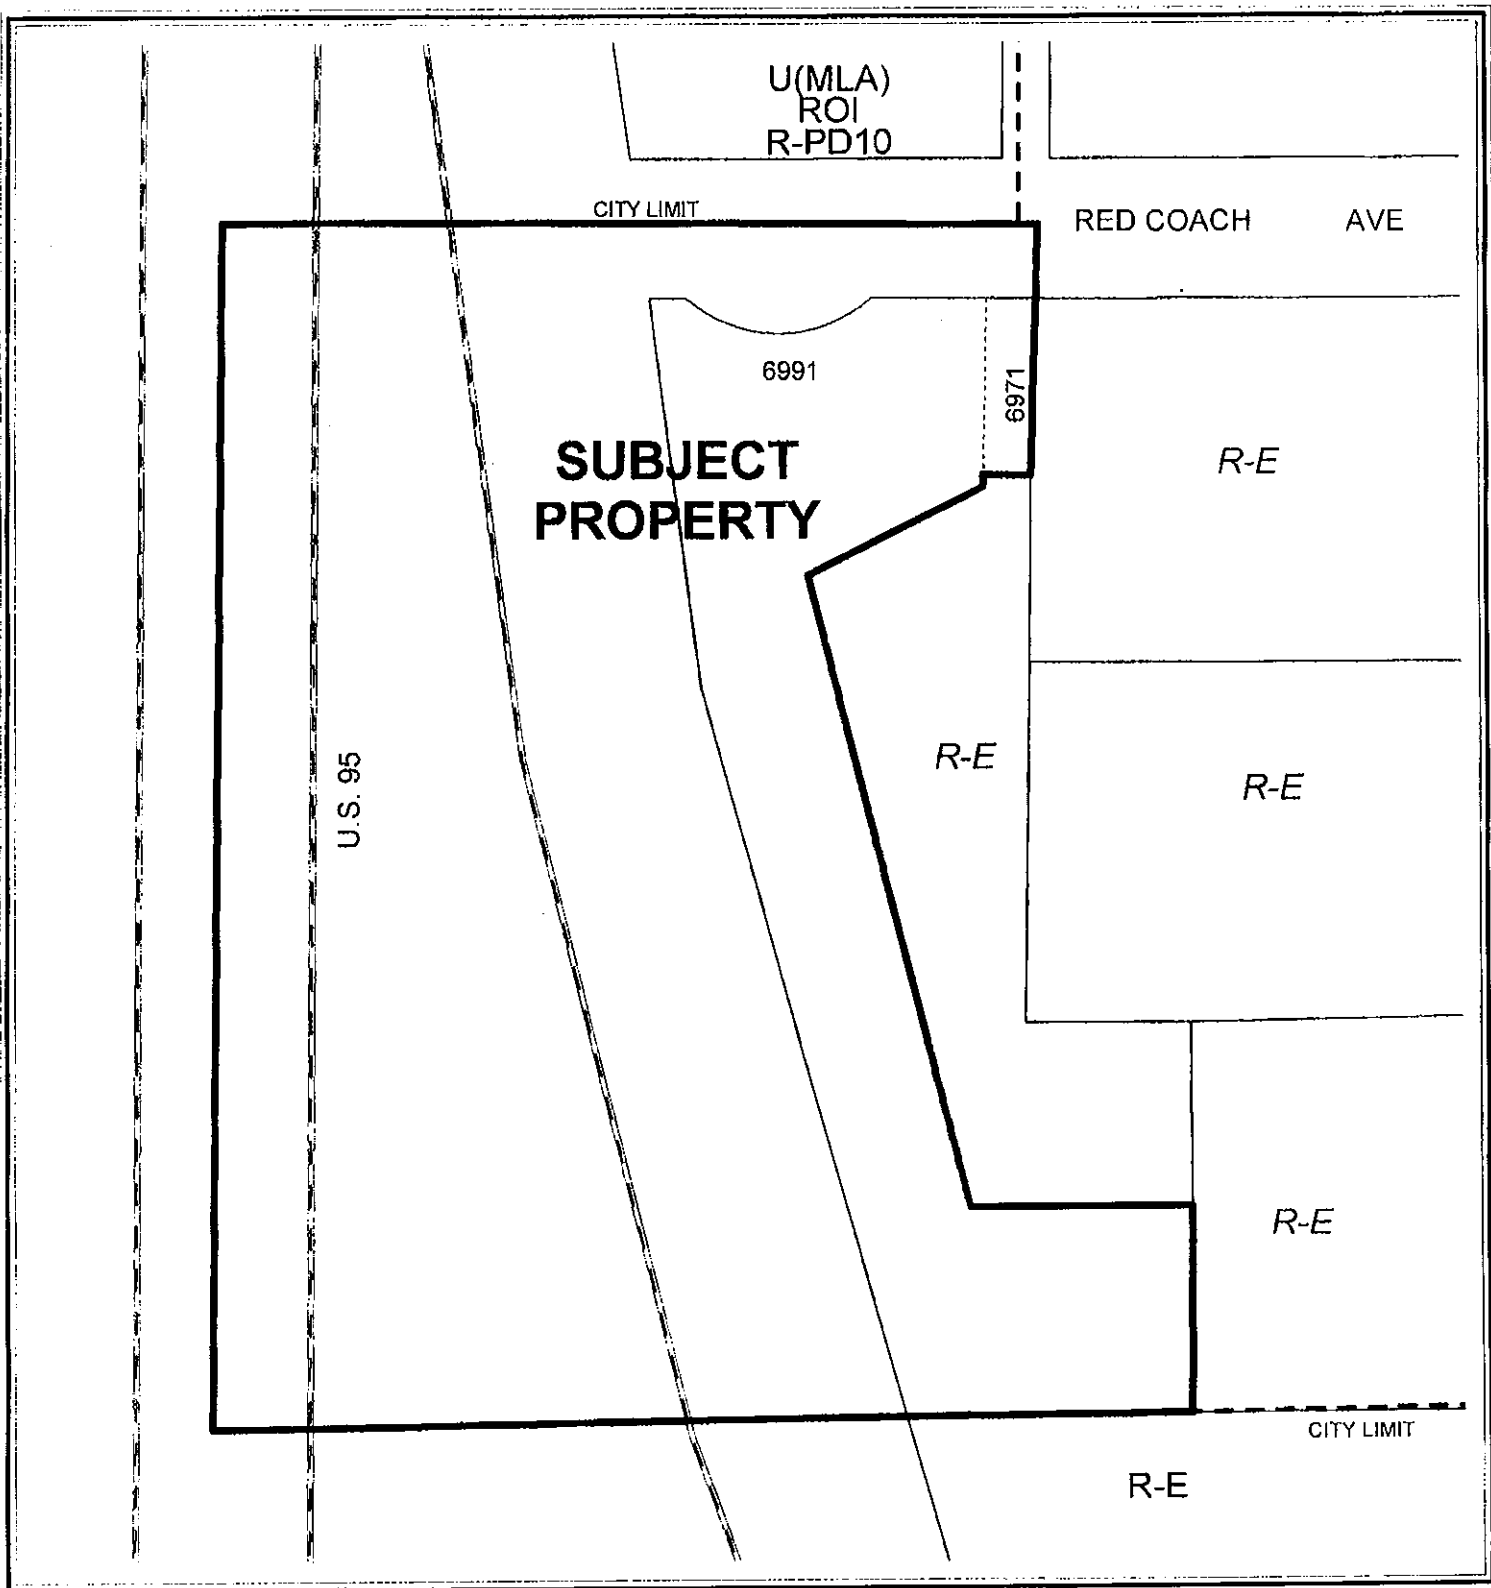 U(MLA)
ROI
R-PD10
CITY LIMIT
RED COACH AVE
6991
6971
SUBJECT
PROPERTY
R-E
U.S. 95
R-E
R-E
R-E
CITY LIMIT
R-E